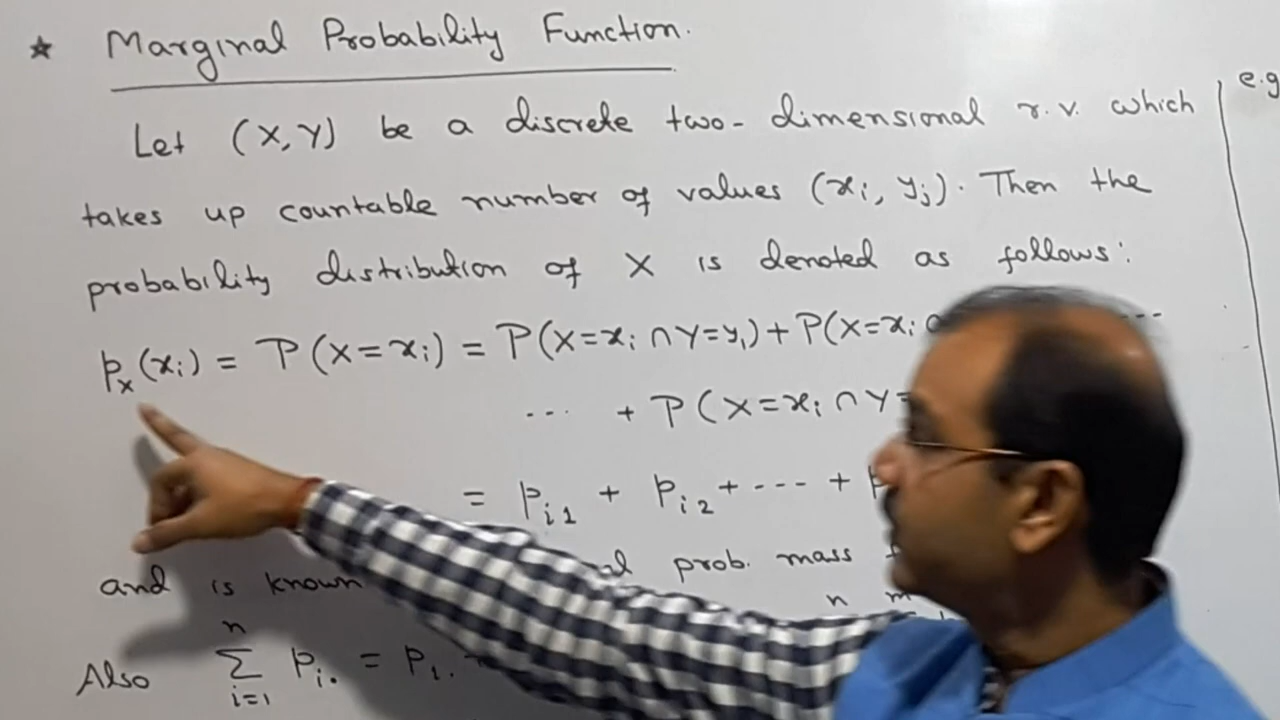 ★ Marginal Probability Function.
Let (X, Y) be a discrete two-dimensional r.v. which
takes up countable number of values (xᵢ, yⱼ). Then the
probability distribution of X is denoted as follows:
pₓ(xᵢ) = P(X=xᵢ) = P(X=xᵢ ∩ Y=y₁) + P(X=xᵢ ...
... + P(X=xᵢ ∩ Y=
= pᵢ₁ + pᵢ₂ + --- + p
and is known prob. mass
n m
Also ∑ᵢ₌₁ⁿ pᵢ. = p₁.
e.g